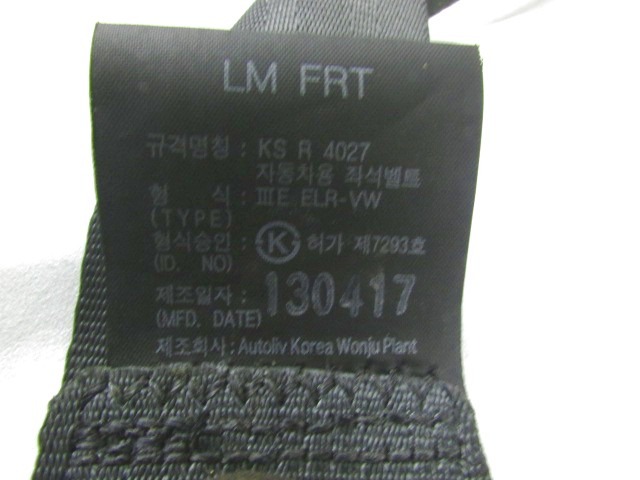 LM FRT
규격명칭 : KS R 4027
자동차용 좌석벨트
형 식 : ⅢE ELR-VW
(TYPE)
형식승인 : Ⓚ 허가 제7293호
(ID. NO)
제조일자 : 130417
(MFD. DATE)
제조회사 : Autoliv Korea Wonju Plant